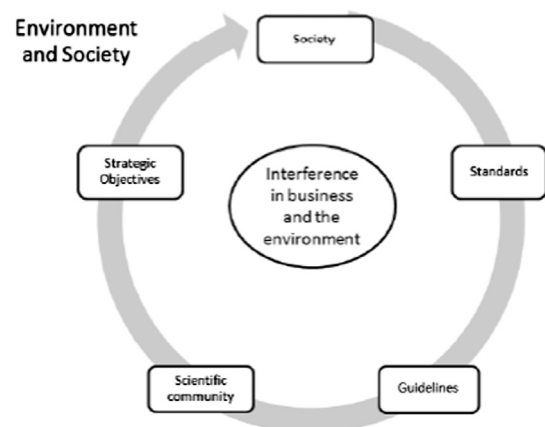 Environment
and Society
Society
Standards
Guidelines
Scientific
community
Strategic
Objectives
Interference
in business
and the
environment